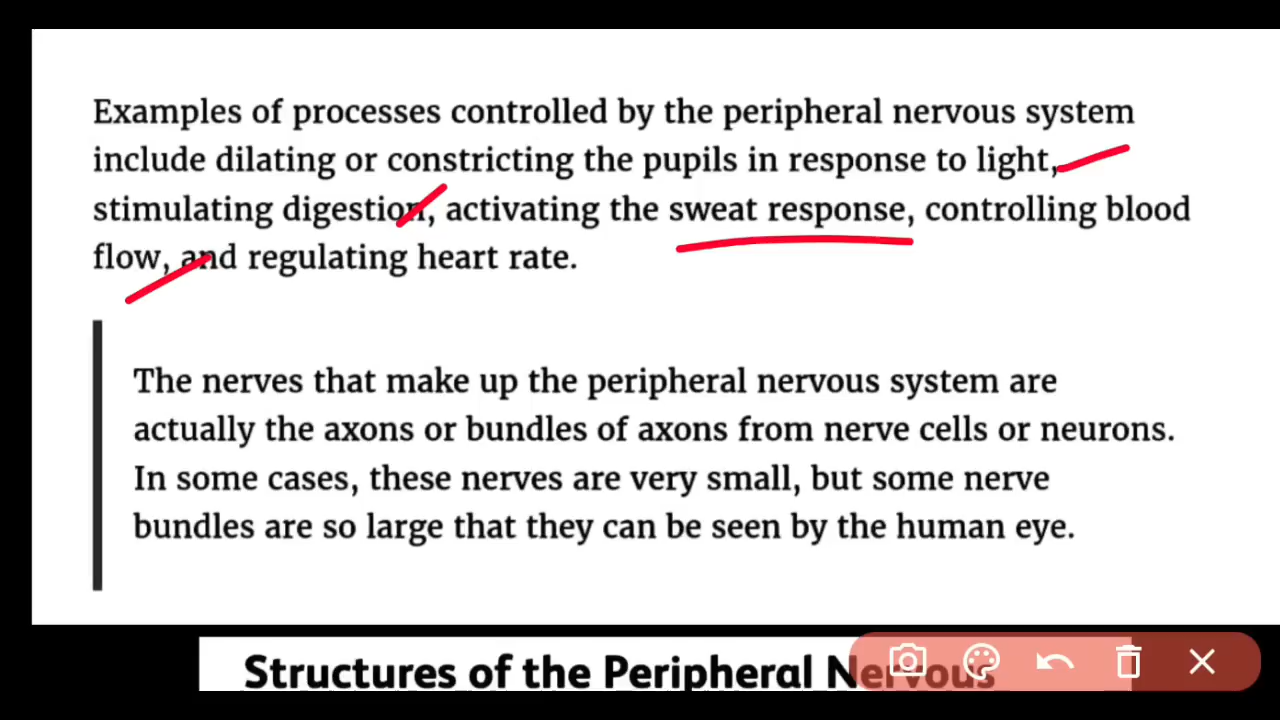 Examples of processes controlled by the peripheral nervous system
include dilating or constricting the pupils in response to light,
stimulating digestion, activating the sweat response, controlling blood
flow, and regulating heart rate.
The nerves that make up the peripheral nervous system are
actually the axons or bundles of axons from nerve cells or neurons.
In some cases, these nerves are very small, but some nerve
bundles are so large that they can be seen by the human eye.
Structures of the Peripheral Nervous